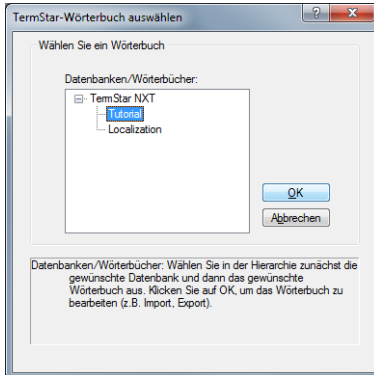 TermStar-Wörterbuch auswählen
Wählen Sie ein Wörterbuch
Datenbanken/Wörterbücher:
TermStar NXT
Tutorial
Localization
OK
Abbrechen
Datenbanken/Wörterbücher: Wählen Sie in der Hierarchie zunächst die
gewünschte Datenbank und dann das gewünschte
Wörterbuch aus. Klicken Sie auf OK, um das Wörterbuch zu
bearbeiten (z.B. Import, Export).